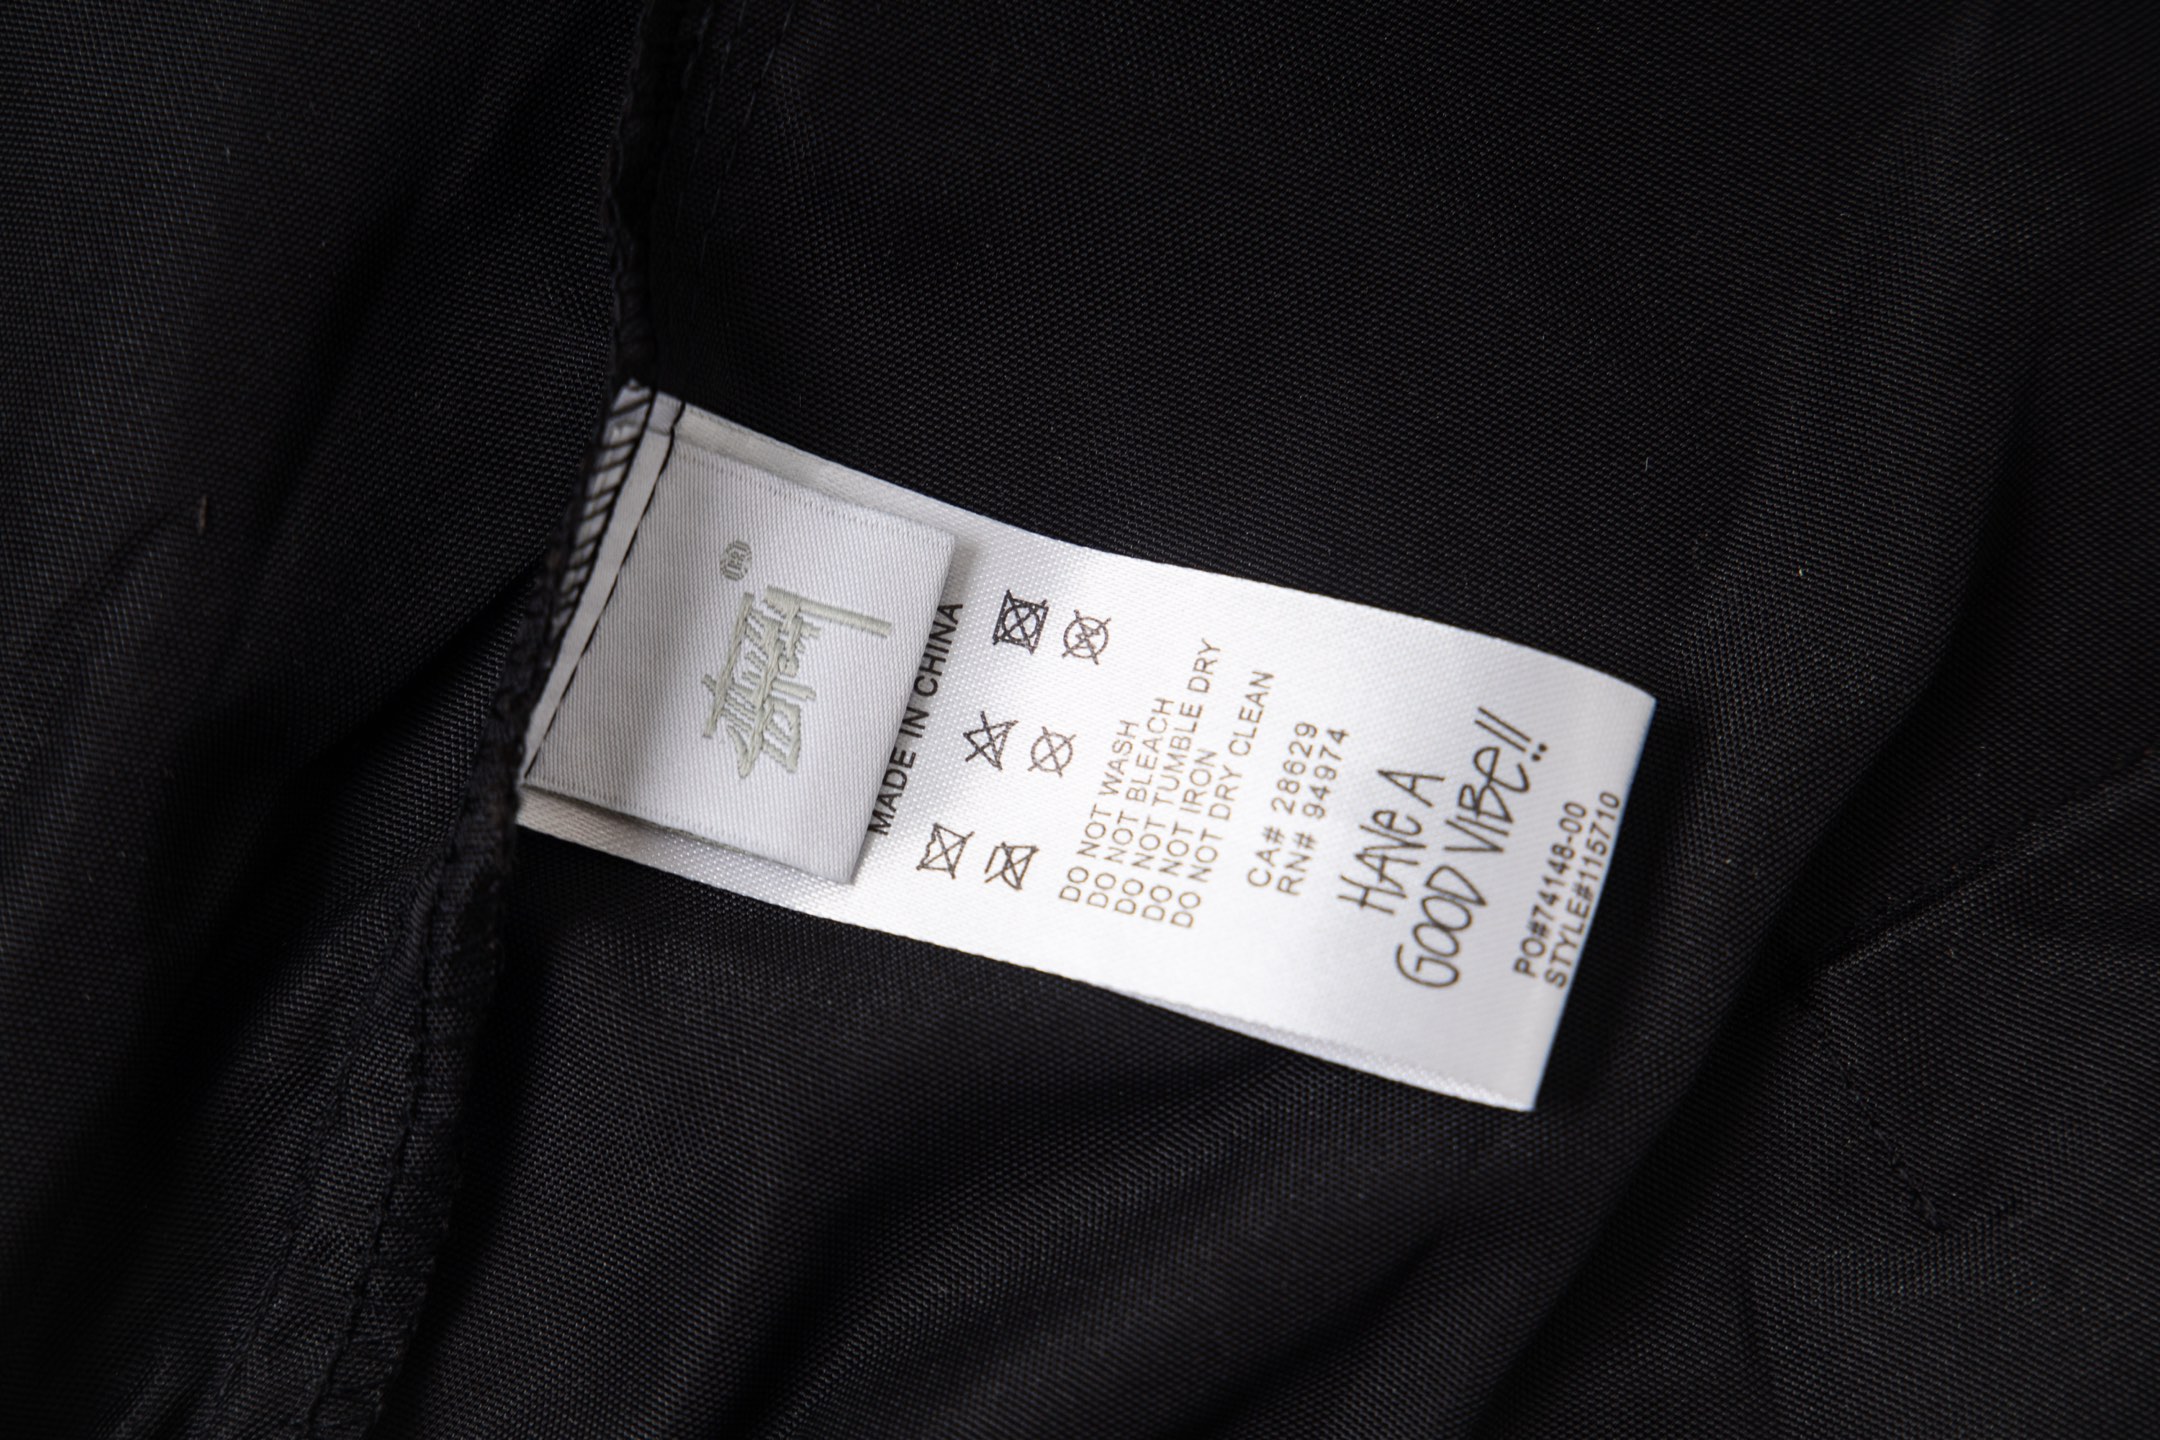 ®
MADE IN CHINA
DO NOT WASH
DO NOT BLEACH
DO NOT TUMBLE DRY
DO NOT IRON
DO NOT DRY CLEAN
CA# 28629
RN# 94974
HAVE A
GOOD VIBE!!
PO#74148-00
STYLE#115710